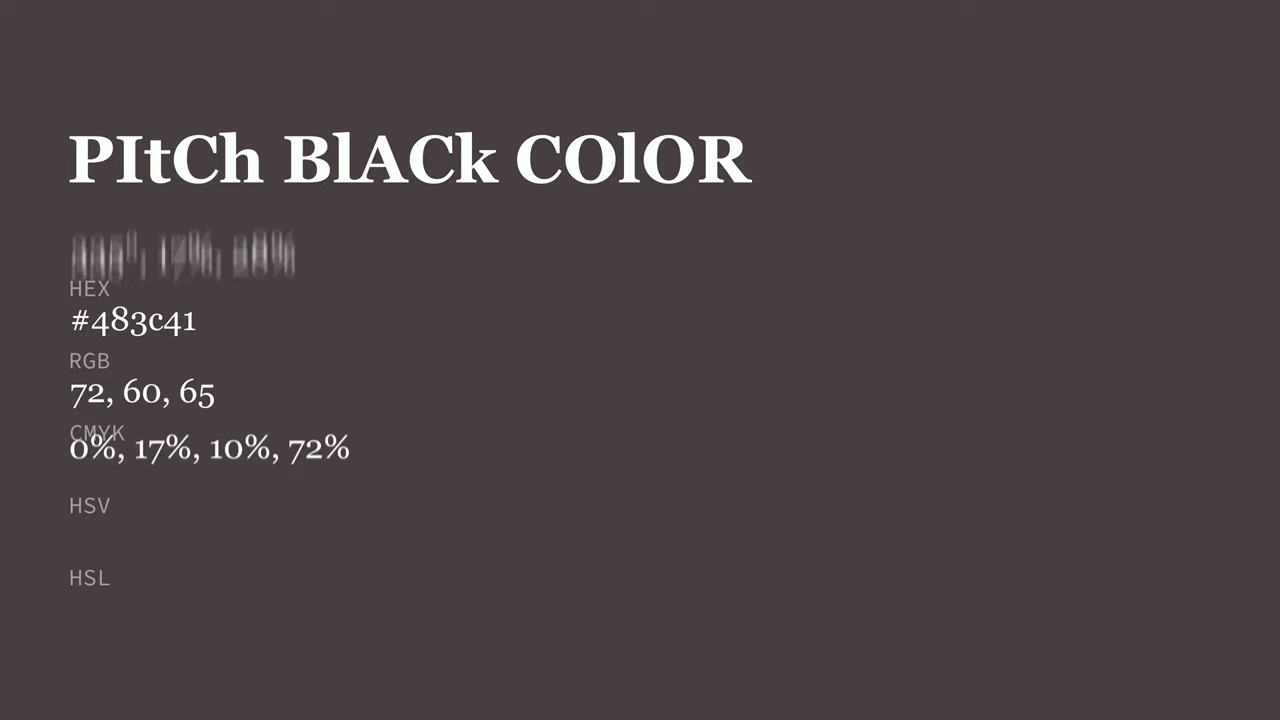 PItCh BlACk COlOR
HEX
#483c41
RGB
72, 60, 65
CMYK
0%, 17%, 10%, 72%
HSV
HSL